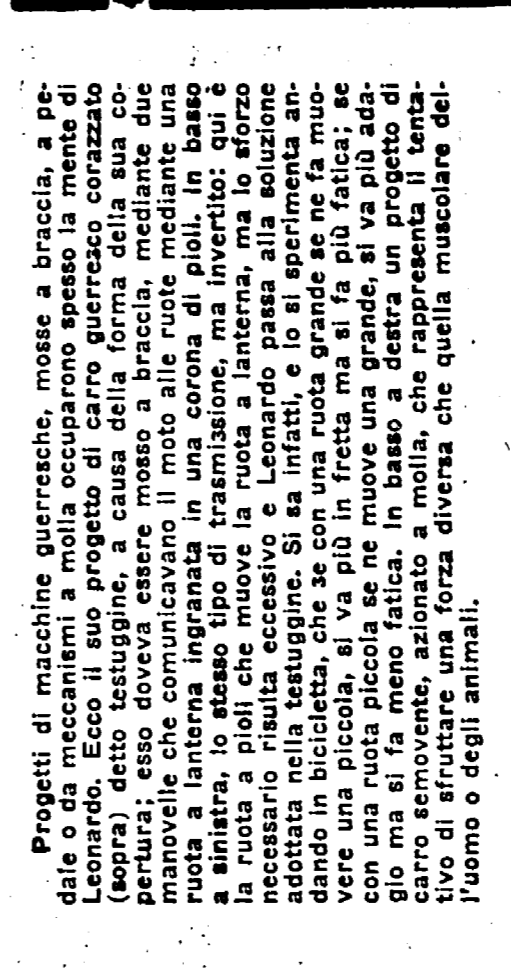 Progetti di macchine guerresche, mosse a braccia, a pe-
dale o da meccanismi a molla occuparono spesso la mente di
Leonardo. Ecco il suo progetto di carro guerresco corazzato
(sopra) detto testuggine, a causa della forma della sua co-
pertura; esso doveva essere mosso a braccia, mediante due
manovelle che comunicavano il moto alle ruote mediante una
ruota a lanterna ingranata in una corona di pioli. In basso
a sinistra, lo stesso tipo di trasmissione, ma invertito: qui è
la ruota a pioli che muove la ruota a lanterna, ma lo sforzo
necessario risulta eccessivo e Leonardo passa alla soluzione
adottata nella testuggine. Si sa infatti, e lo si sperimenta an-
dando in bicicletta, che se con una ruota grande se ne fa muo-
vere una piccola, si va più in fretta ma si fa più fatica; se
con una ruota piccola se ne muove una grande, si va più ada-
gio ma si fa meno fatica. In basso a destra un progetto di
carro semovente, azionato a molla, che rappresenta il tenta-
tivo di sfruttare una forza diversa che quella muscolare del-
l'uomo o degli animali.